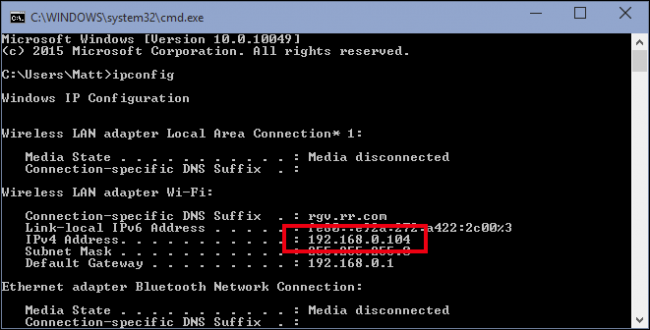 C:\WINDOWS\system32\cmd.exe
Microsoft Windows [Version 10.0.10049]
(c) 2015 Microsoft Corporation. All rights reserved.
C:\Users\Matt>ipconfig
Windows IP Configuration
Wireless LAN adapter Local Area Connection* 1:
Media State . . . . . . . . . . . : Media disconnected
Connection-specific DNS Suffix . :
Wireless LAN adapter Wi-Fi:
Connection-specific DNS Suffix . : rgv.rr.com
Link-local IPv6 Address . . . . . : a422:2c00%3
IPv4 Address. . . . . . . . . . . : 192.168.0.104
Subnet Mask . . . . . . . . . . . :
Default Gateway . . . . . . . . . : 192.168.0.1
Ethernet adapter Bluetooth Network Connection:
Media State . . . . . . . . . . . : Media disconnected
Connection-specific DNS Suffix . :